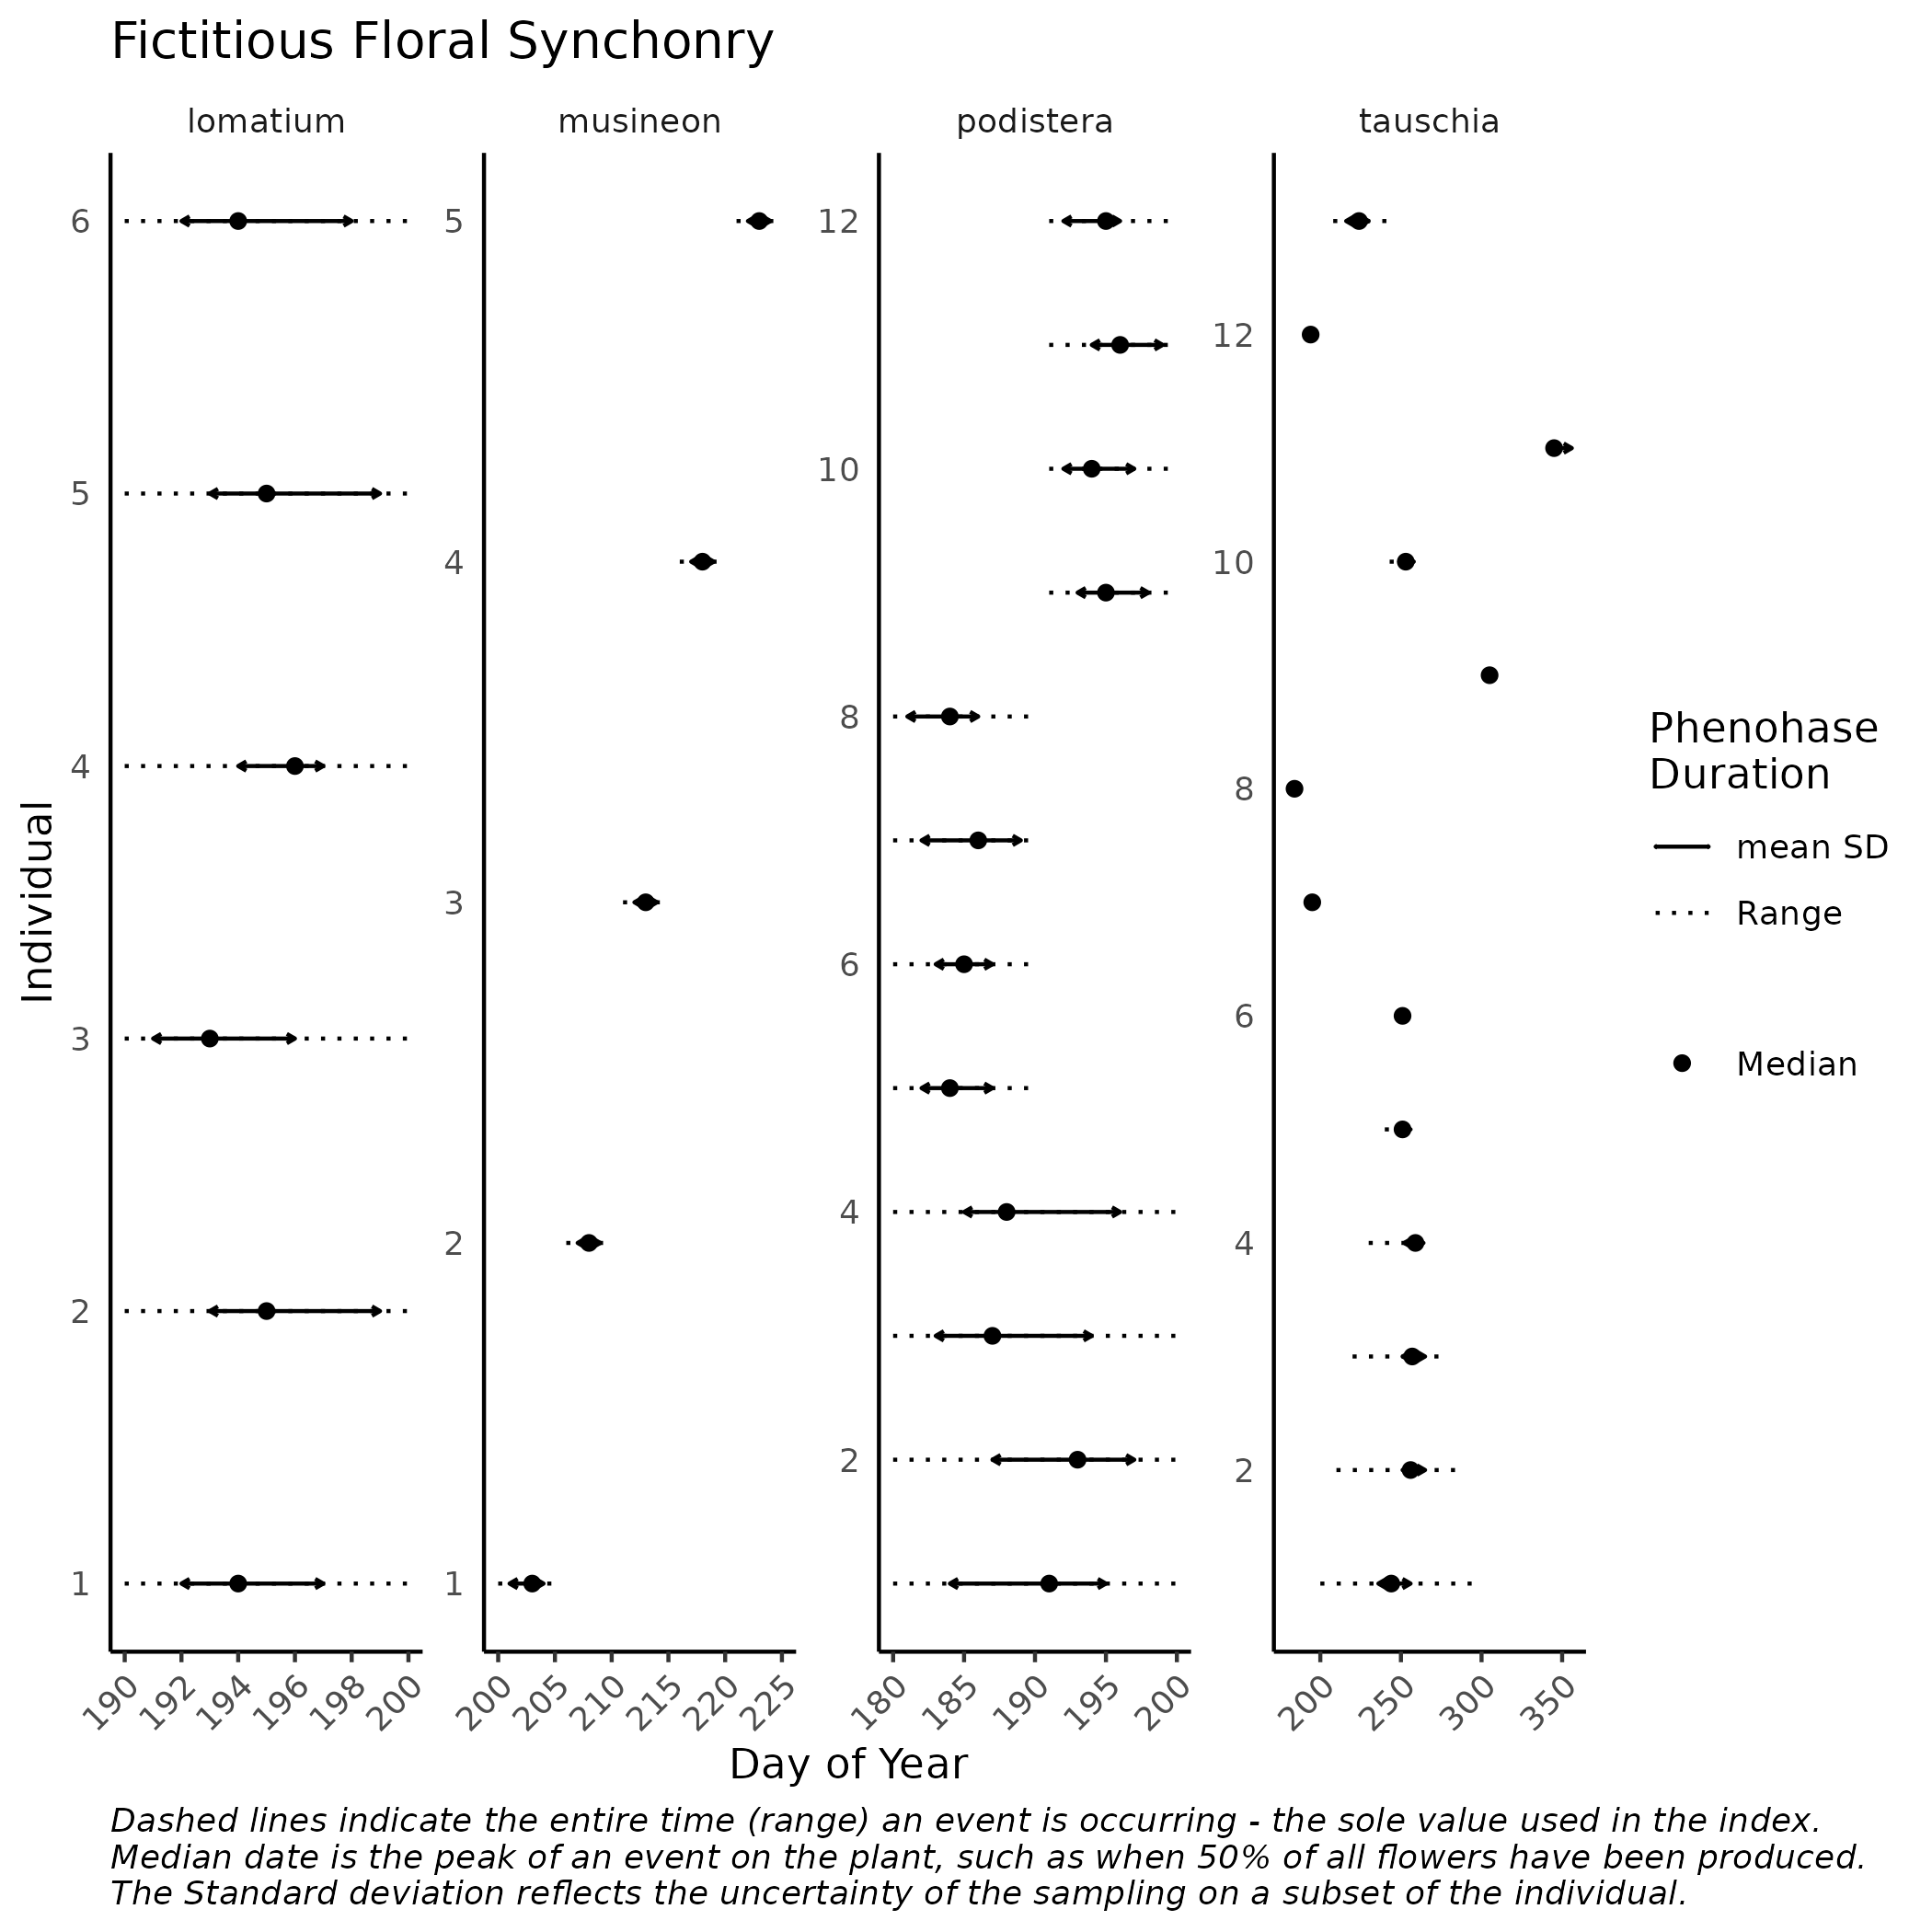 Fictitious Floral Synchonry
lomatium
musineon
podistera
tauschia
6
5
4
3
2
1
5
4
3
2
1
12
10
8
6
4
2
12
10
8
6
4
2
Individual
190 192 194 196 198 200
200 205 210 215 220 225
180 185 190 195 200
200 250 300 350
Day of Year
Phenohase
Duration
mean SD
Range
Median
Dashed lines indicate the entire time (range) an event is occurring - the sole value used in the index.
Median date is the peak of an event on the plant, such as when 50% of all flowers have been produced.
The Standard deviation reflects the uncertainty of the sampling on a subset of the individual.